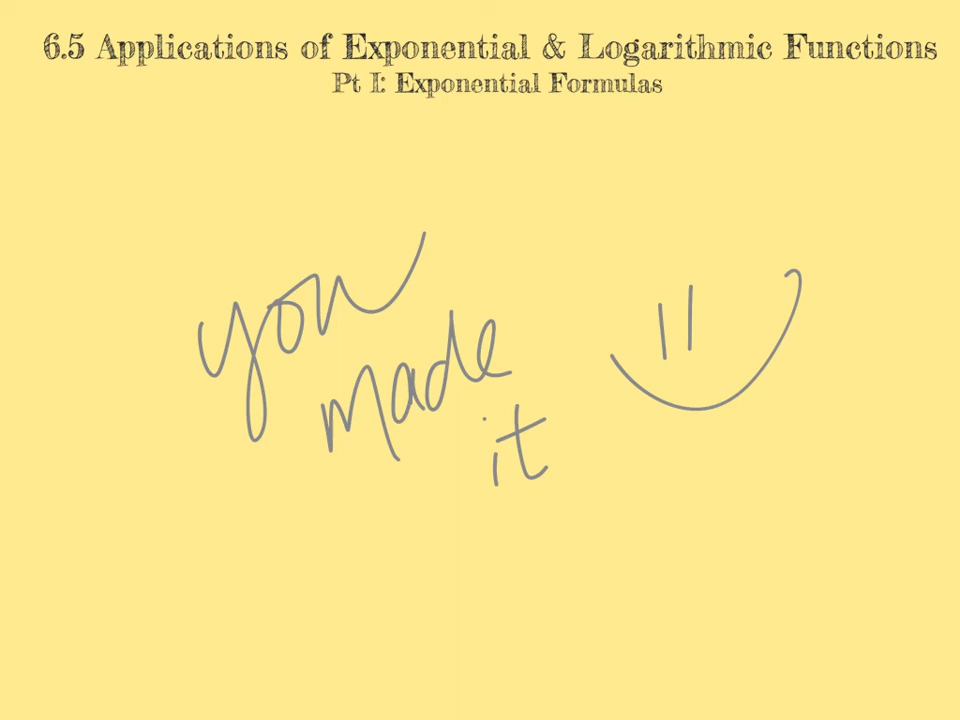 6.5 Applications of Exponential & Logarithmic Functions
Pt I: Exponential Formulas
you
made
it